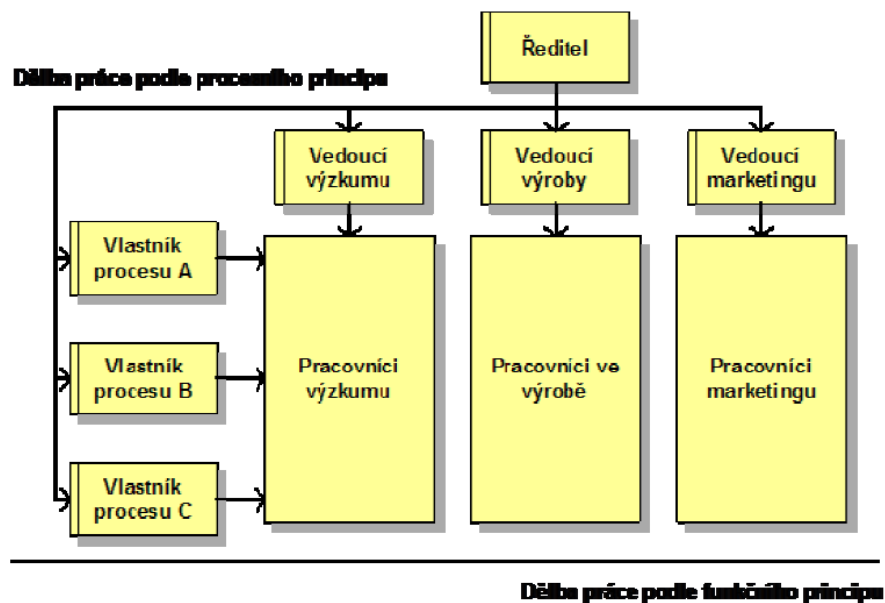 Ředitel
Dělba práce podle procesního principu
Vedoucí
výzkumu
Vedoucí
výroby
Vedoucí
marketingu
Vlastník
procesu A
Vlastník
procesu B
Vlastník
procesu C
Pracovníci
výzkumu
Pracovníci ve
výrobě
Pracovníci
marketingu
Dělba práce podle funkčního principu